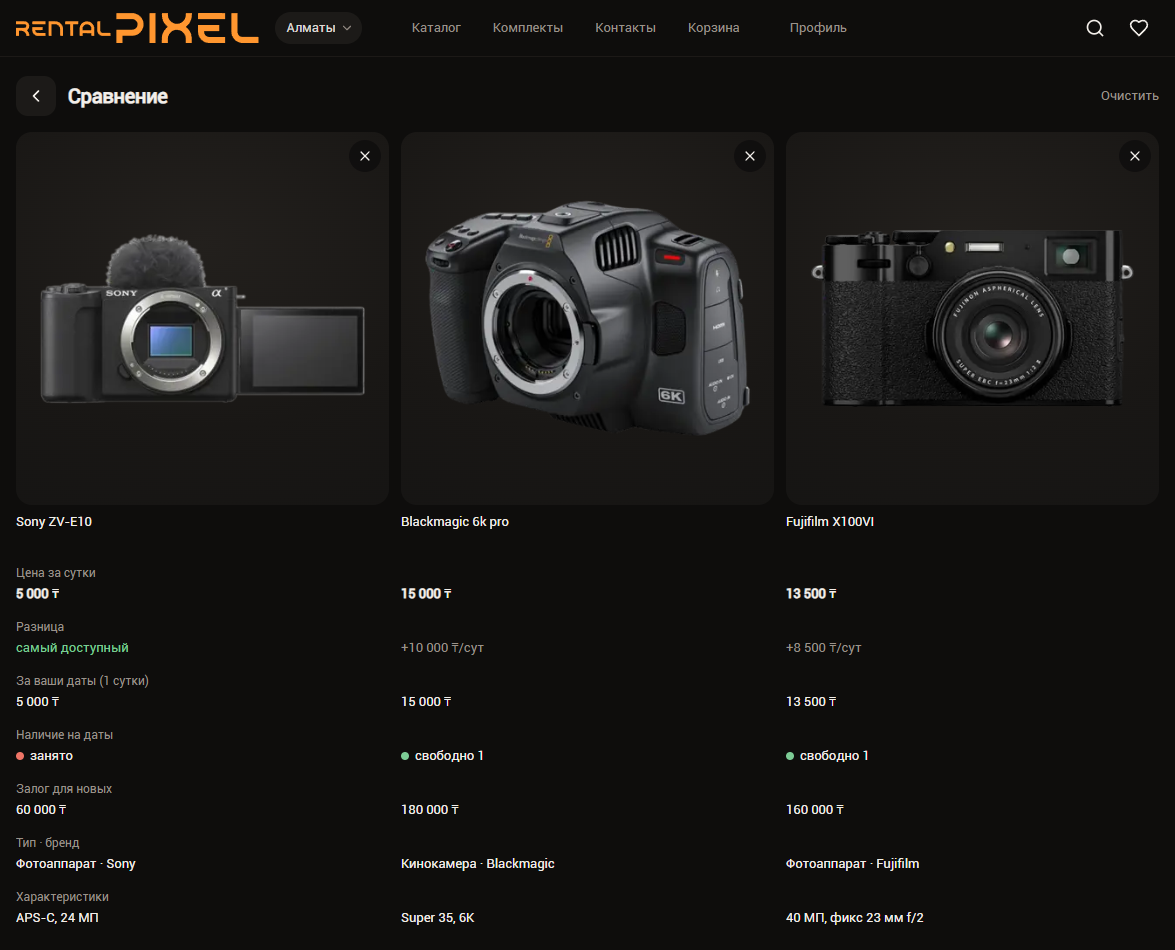 RENTAL PIXEL Алматы Каталог Комплекты Контакты Корзина Профиль
Сравнение Очистить
SONY α
6K
FUJINON ASPHERICAL LENS
SUPER EBC f=23mm 1:2
Sony ZV-E10 Blackmagic 6k pro Fujifilm X100VI
Цена за сутки
5 000 ₸ 15 000 ₸ 13 500 ₸
Разница
самый доступный +10 000 ₸/сут +8 500 ₸/сут
За ваши даты (1 сутки)
5 000 ₸ 15 000 ₸ 13 500 ₸
Наличие на даты
занято свободно 1 свободно 1
Залог для новых
60 000 ₸ 180 000 ₸ 160 000 ₸
Тип · бренд
Фотоаппарат · Sony Кинокамера · Blackmagic Фотоаппарат · Fujifilm
Характеристики
APS-C, 24 МП Super 35, 6K 40 МП, фикс 23 мм f/2